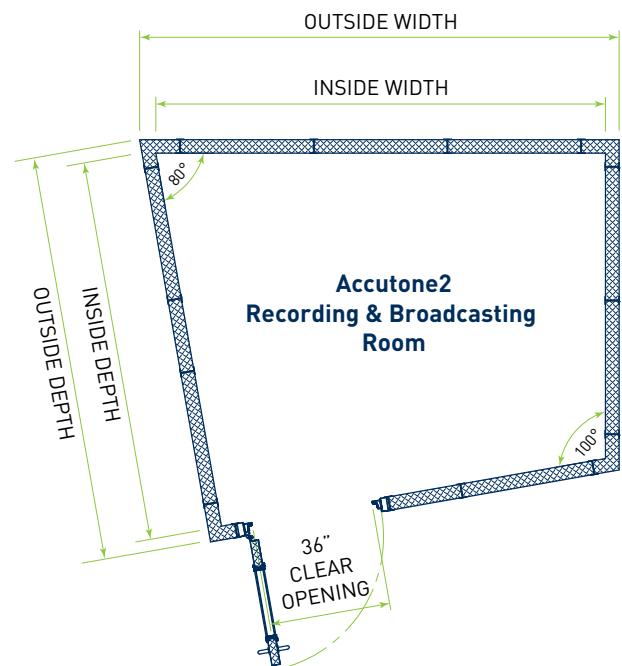 OUTSIDE WIDTH
INSIDE WIDTH
80°
OUTSIDE DEPTH
INSIDE DEPTH
Accutone2
Recording & Broadcasting
Room
100°
36”
CLEAR
OPENING